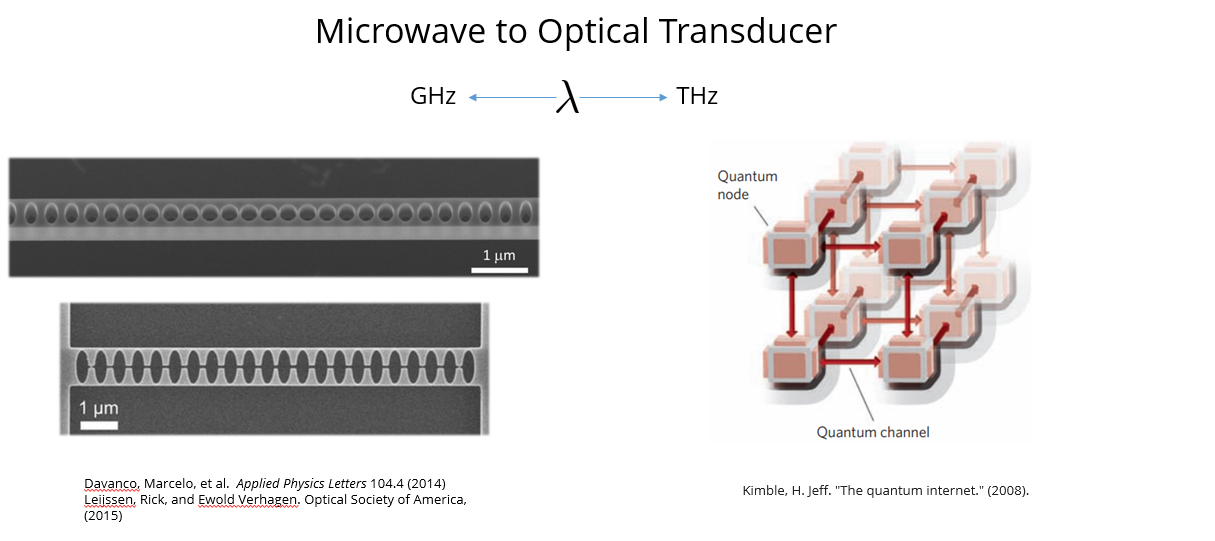 Microwave to Optical Transducer
GHz λ THz
1 µm
1 µm
Quantum
node
Quantum channel
Davanco, Marcelo, et al. Applied Physics Letters 104.4 (2014)
Leijssen, Rick, and Ewold Verhagen. Optical Society of America,
(2015)
Kimble, H. Jeff. "The quantum internet." (2008).